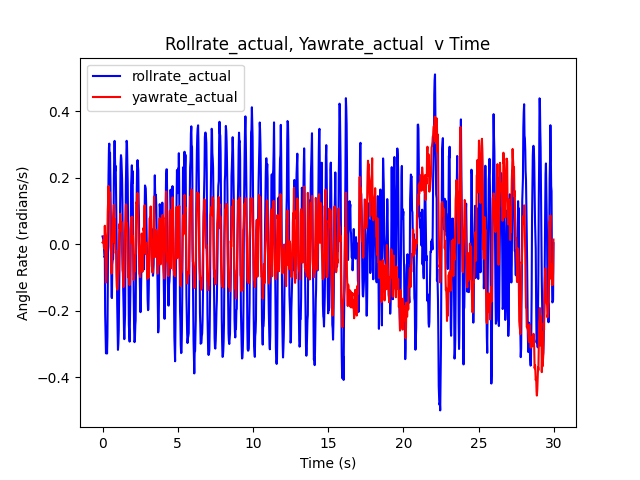 Rollrate_actual, Yawrate_actual  v Time
rollrate_actual
yawrate_actual
Angle Rate (radians/s)
0.4
0.2
0.0
−0.2
−0.4
0 5 10 15 20 25 30
Time (s)